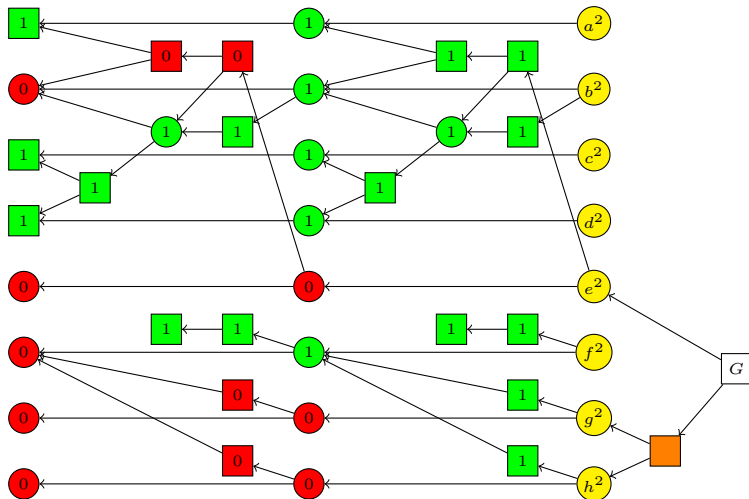 1 1 a²
0 0 1 1
0 1 b²
1 1 1 1
1 1 c²
1 1
1 1 d²
0 0 e²
1 1 1 1
0 1 f²
G
0 1
0 0 g²
0 1
0 0 h²